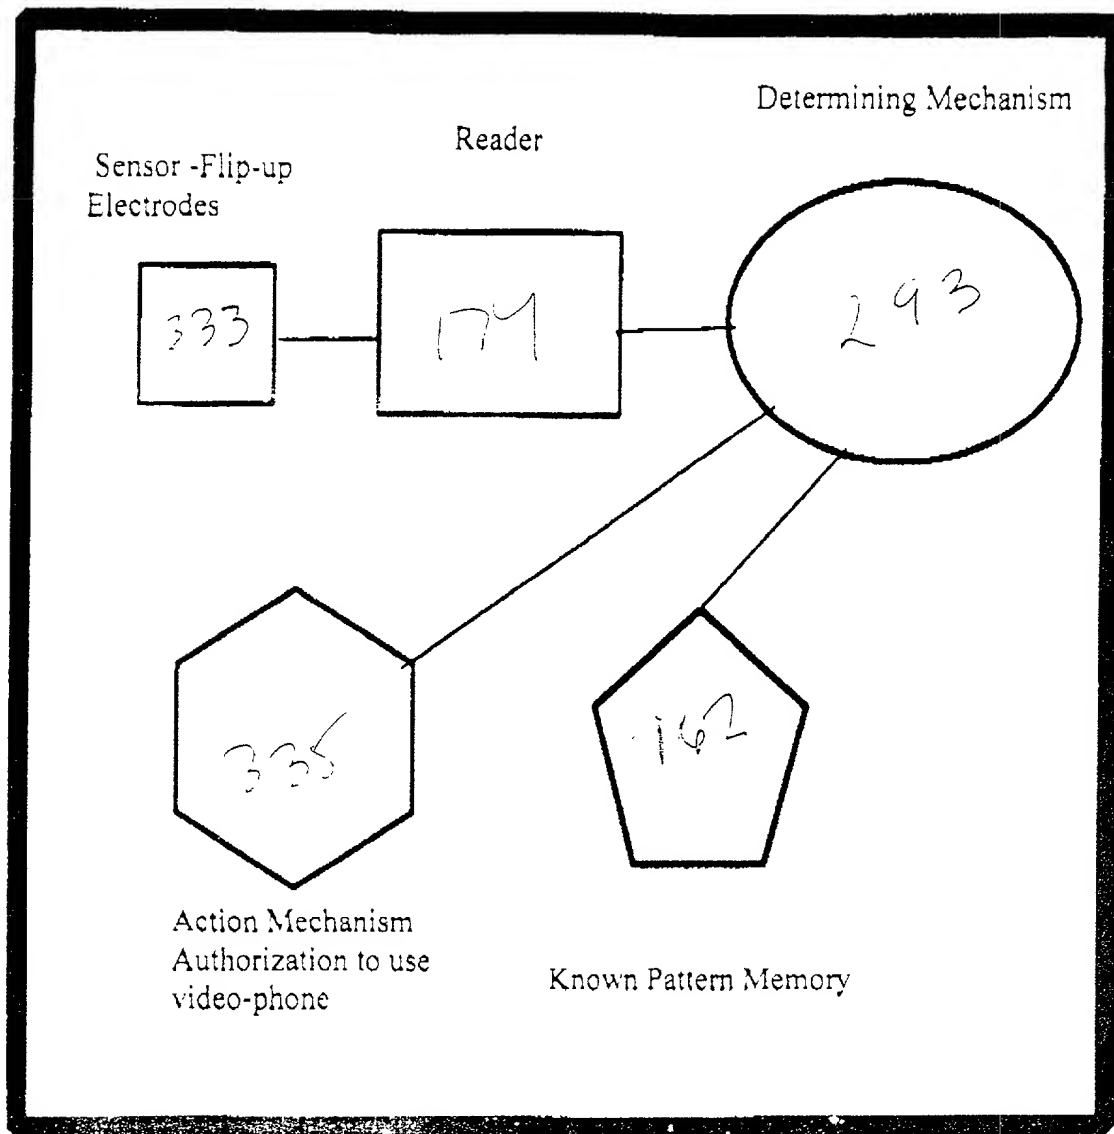 Determining Mechanism
Reader
Sensor -Flip-up
Electrodes
333
174
293
335
162
Action Mechanism
Authorization to use
video-phone
Known Pattern Memory